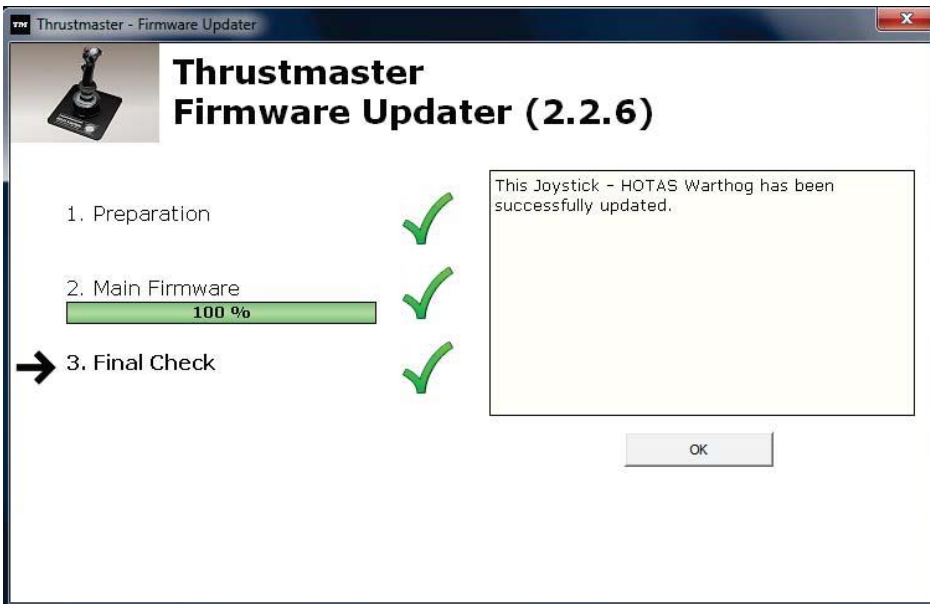 Thrustmaster - Firmware Updater
Thrustmaster
Firmware Updater (2.2.6)
1. Preparation
2. Main Firmware
100 %
3. Final Check
This Joystick - HOTAS Warthog has been
successfully updated.
OK